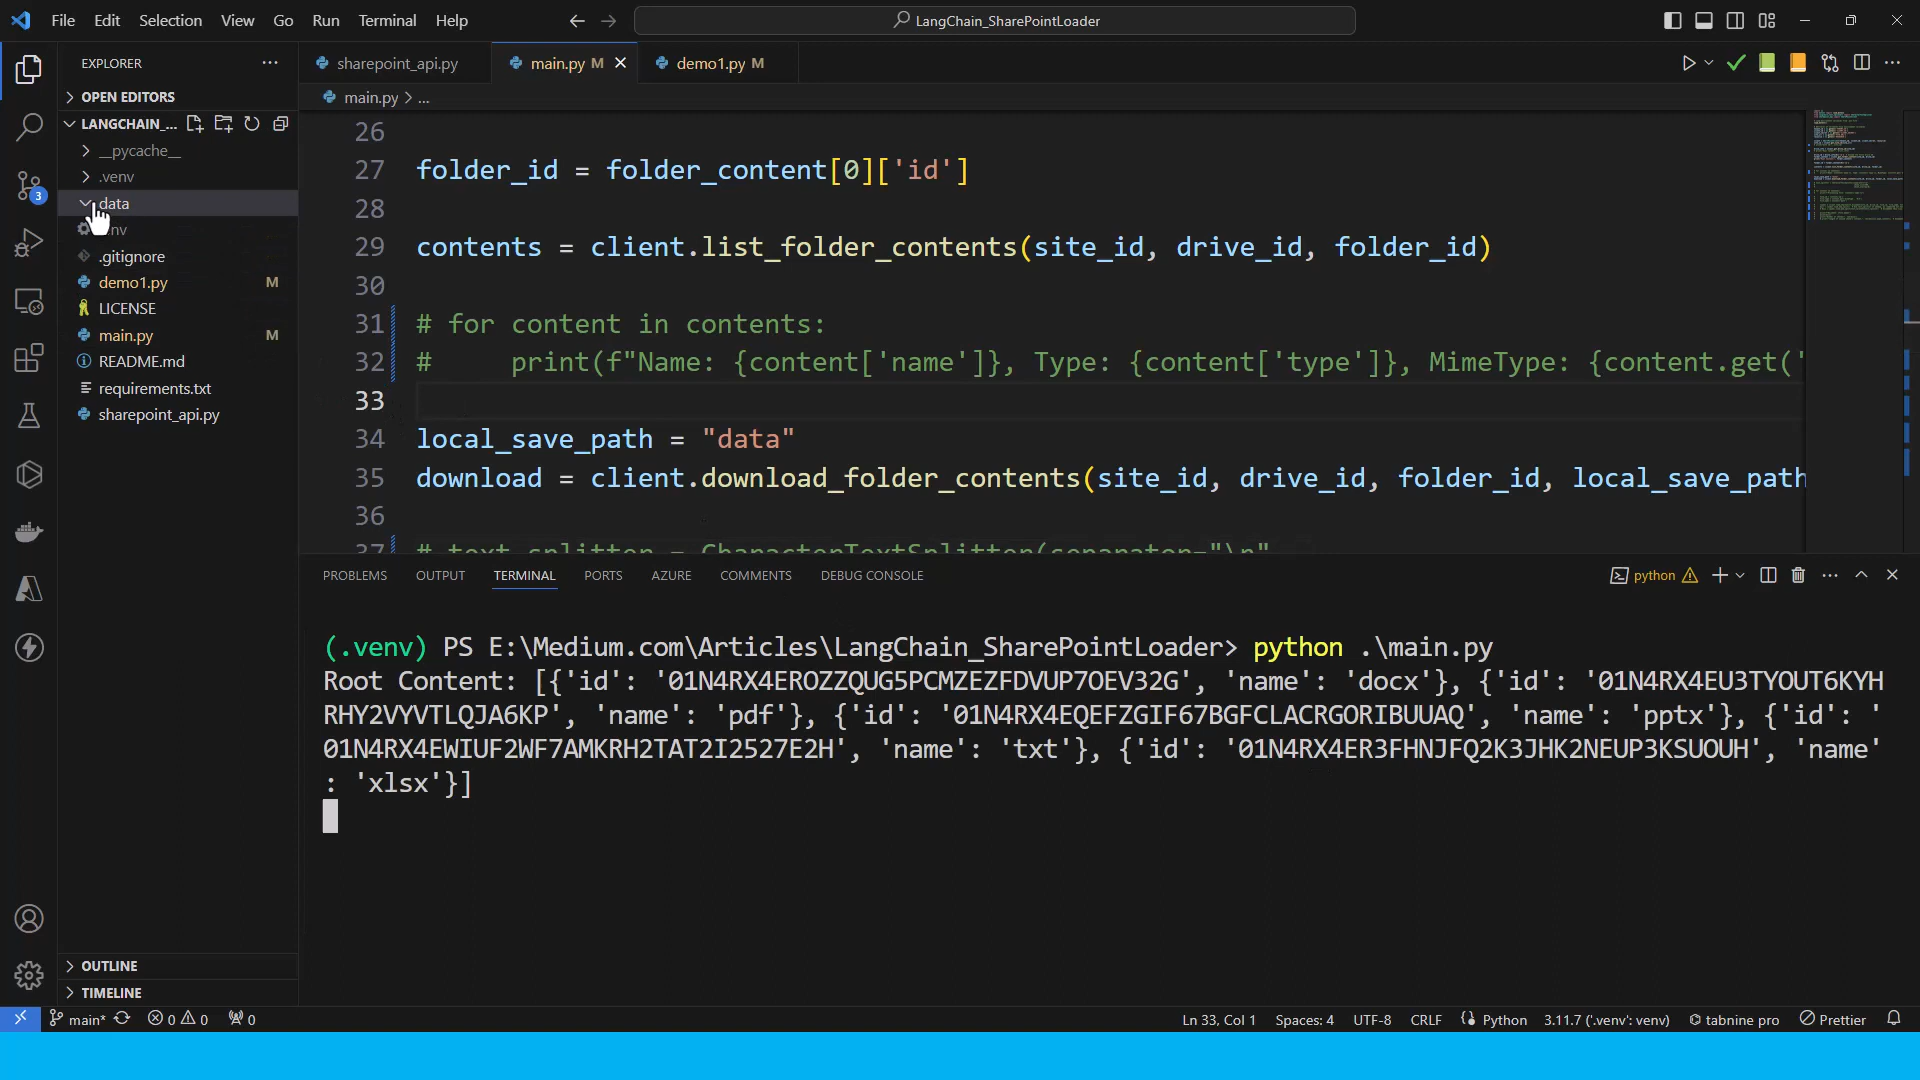 File Edit Selection View Go Run Terminal Help
LangChain_SharePointLoader
EXPLORER
OPEN EDITORS
LANGCHAIN_...
__pycache__
.venv
data
.gitignore
demo1.py M
LICENSE
main.py M
README.md
requirements.txt
sharepoint_api.py
OUTLINE
TIMELINE
3
sharepoint_api.py main.py M demo1.py M
main.py > ...
26
27 folder_id = folder_content[0]['id']
28
29 contents = client.list_folder_contents(site_id, drive_id, folder_id)
30
31 # for content in contents:
32 #     print(f"Name: {content['name']}, Type: {content['type']}, MimeType: {content.get('
33
34 local_save_path = "data"
35 download = client.download_folder_contents(site_id, drive_id, folder_id, local_save_path
36
37 # text_splitter = CharacterTextSplitter(separator="\n"
PROBLEMS OUTPUT TERMINAL PORTS AZURE COMMENTS DEBUG CONSOLE
python
(.venv) PS E:\Medium.com\Articles\LangChain_SharePointLoader> python .\main.py
Root Content: [{'id': '01N4RX4EROZZQUG5PCMZEZFDVUP7OEV32G', 'name': 'docx'}, {'id': '01N4RX4EU3TYOUT6KYH
RHY2VYVTLQJA6KP', 'name': 'pdf'}, {'id': '01N4RX4EQEFZGIF67BGFCLACRGORIBUUAQ', 'name': 'pptx'}, {'id': '
01N4RX4EWIUF2WF7AMKRH2TAT2I2527E2H', 'name': 'txt'}, {'id': '01N4RX4ER3FHNJFQ2K3JHK2NEUP3KSUOUH', 'name'
: 'xlsx'}]
main* 0 0 0 Ln 33, Col 1 Spaces: 4 UTF-8 CRLF Python 3.11.7 ('.venv': venv) tabnine pro Prettier